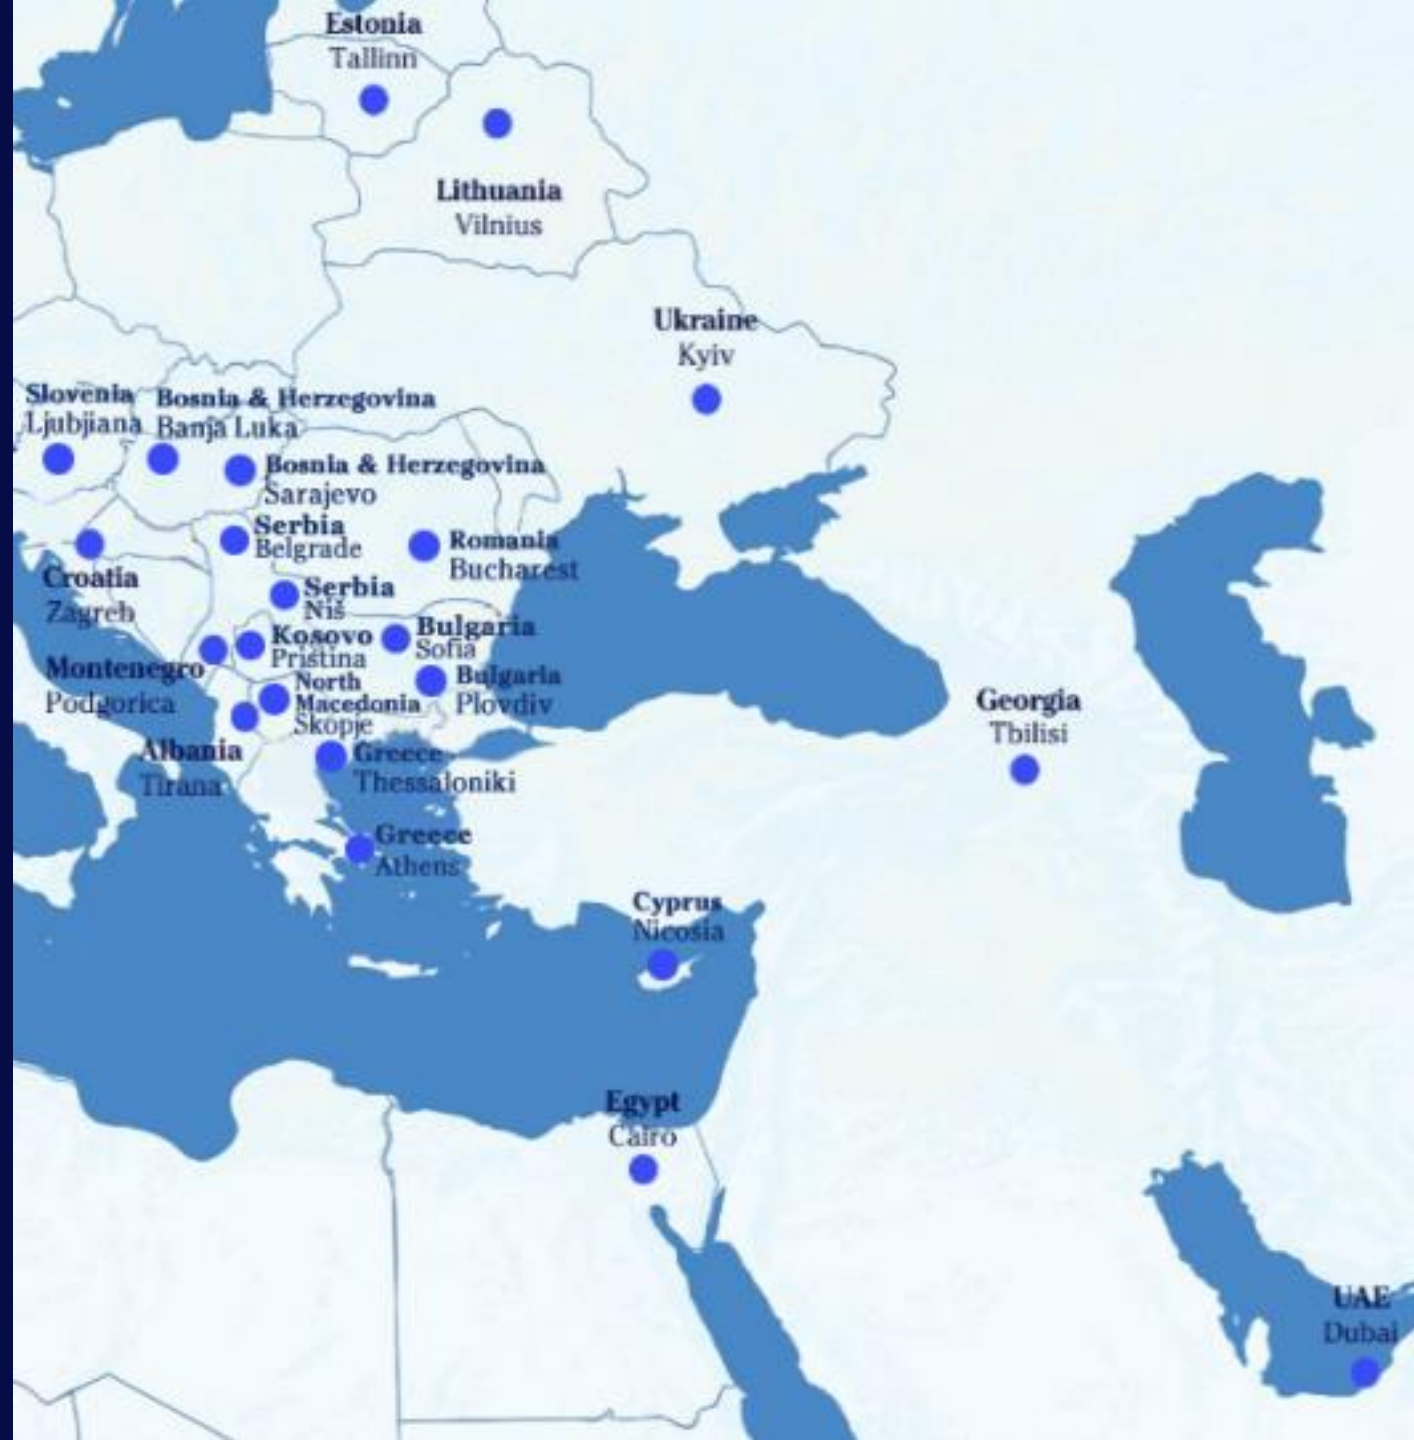 Estonia
Tallinn
Lithuania
Vilnius
Ukraine
Kyiv
Slovenia
Ljubjiana
Bosnia & Herzegovina
Banja Luka
Bosnia & Herzegovina
Sarajevo
Serbia
Belgrade
Romania
Bucharest
Croatia
Zagreb
Serbia
Niš
Kosovo
Priština
Bulgaria
Sofia
Montenegro
Podgorica
North
Macedonia
Skopje
Bulgaria
Plovdiv
Georgia
Tbilisi
Albania
Tirana
Greece
Thessaloniki
Greece
Athens
Cyprus
Nicosia
Egypt
Cairo
UAE
Dubai